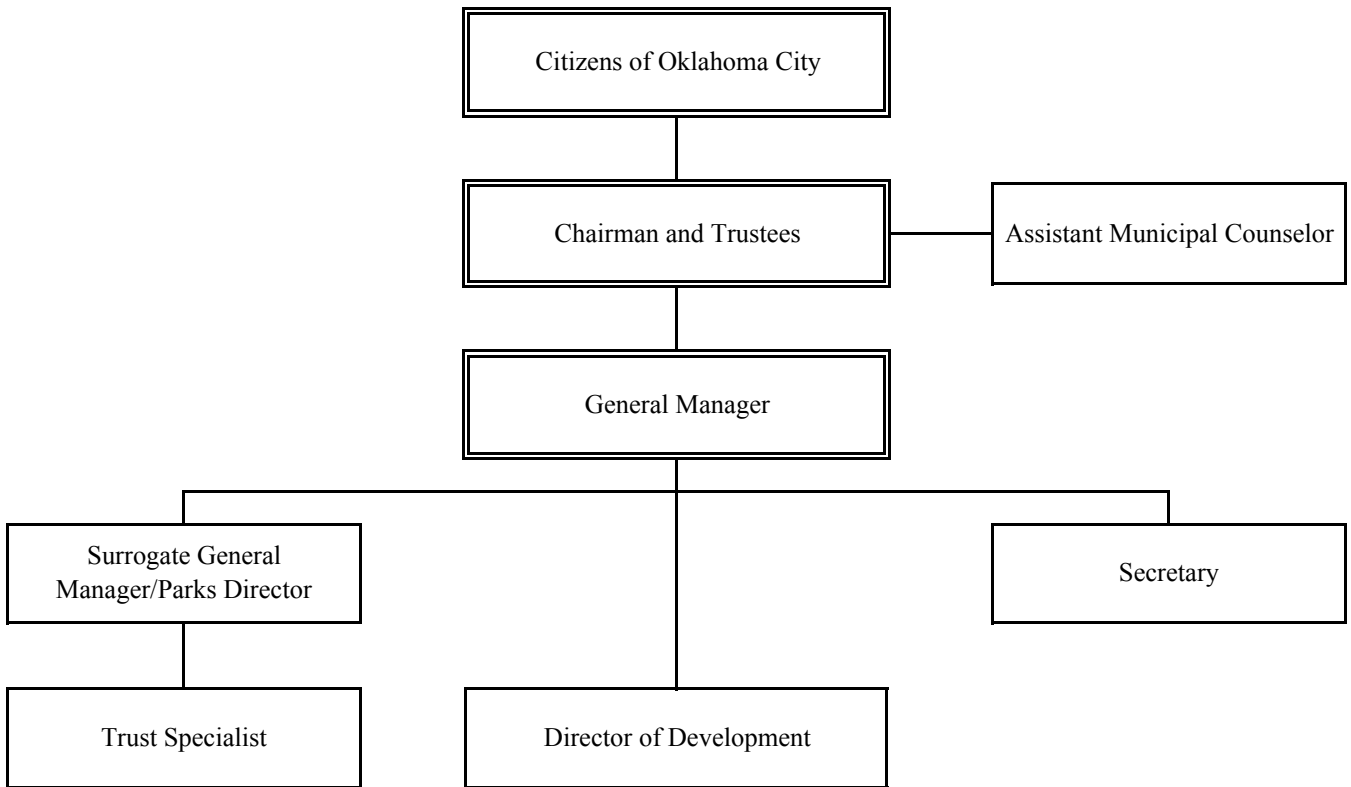 Citizens of Oklahoma City
Chairman and Trustees
Assistant Municipal Counselor
General Manager
Surrogate General
Manager/Parks Director
Secretary
Trust Specialist
Director of Development